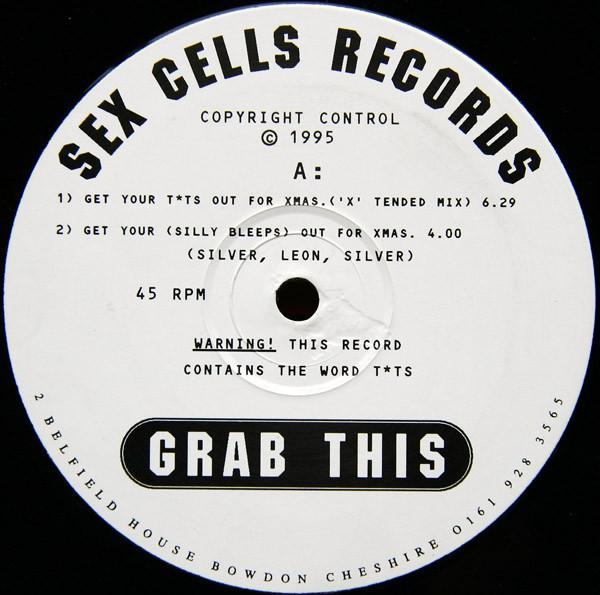 SEX CELLS RECORDS
COPYRIGHT CONTROL
© 1995
A:
1) GET YOUR T*TS OUT FOR XMAS.('X' TENDED MIX) 6.29
2) GET YOUR (SILLY BLEEPS) OUT FOR XMAS. 4.00
(SILVER, LEON, SILVER)
45 RPM
WARNING! THIS RECORD
CONTAINS THE WORD T*TS
GRAB THIS
2 BELFIELD HOUSE BOWDON CHESHIRE 0161 928 3565